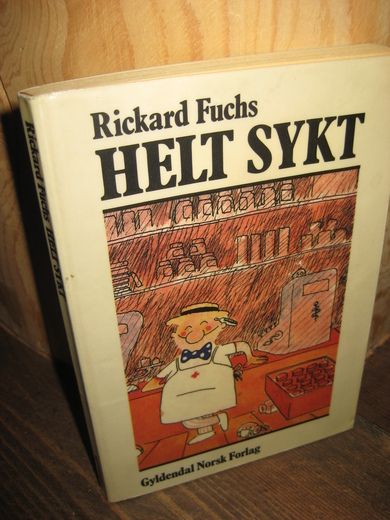 Rickard Fuchs
HELT SYKT
Gyldendal Norsk Forlag
Rickard Fuchs HELT SYKT